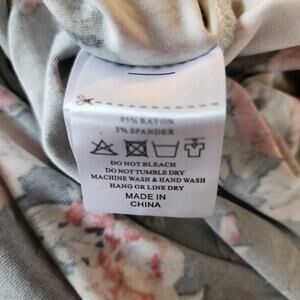 95% RAYON
5% SPANDEX
DO NOT BLEACH
DO NOT TUMBLE DRY
MACHINE WASH & HAND WASH
HANG OR LINE DRY
MADE IN
CHINA